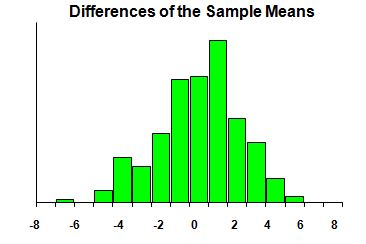 Differences of the Sample Means
-8 -6 -4 -2 0 2 4 6 8